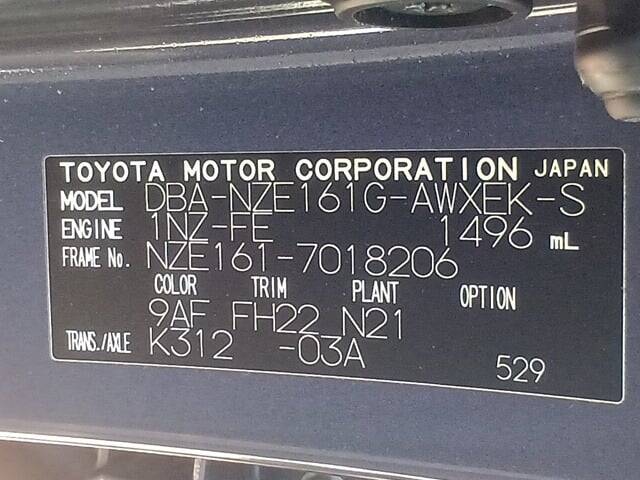 TOYOTA MOTOR CORPORATION JAPAN
MODEL DBA-NZE161G-AWXEK-S
ENGINE 1NZ-FE 1496 mL
FRAME No. NZE161-7018206
COLOR TRIM PLANT OPTION
9AF FH22 N21
TRANS./AXLE K312 -03A
529